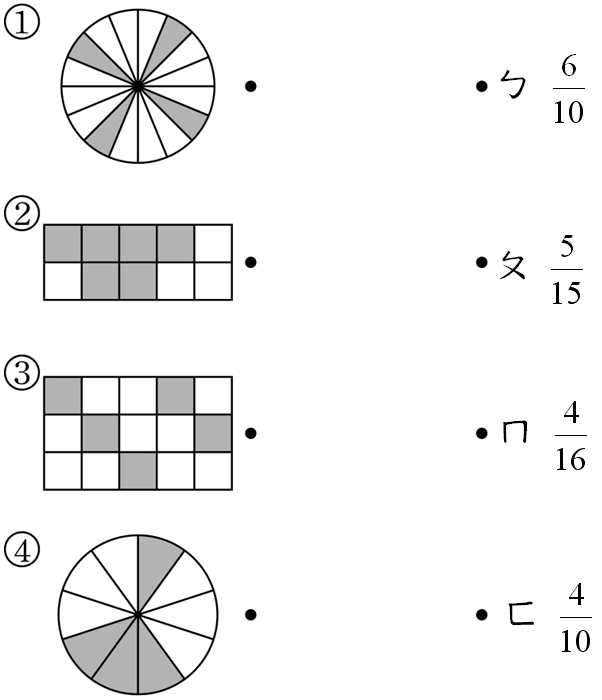 ①
ㄅ 6/10
②
ㄆ 5/15
③
ㄇ 4/16
④
ㄈ 4/10